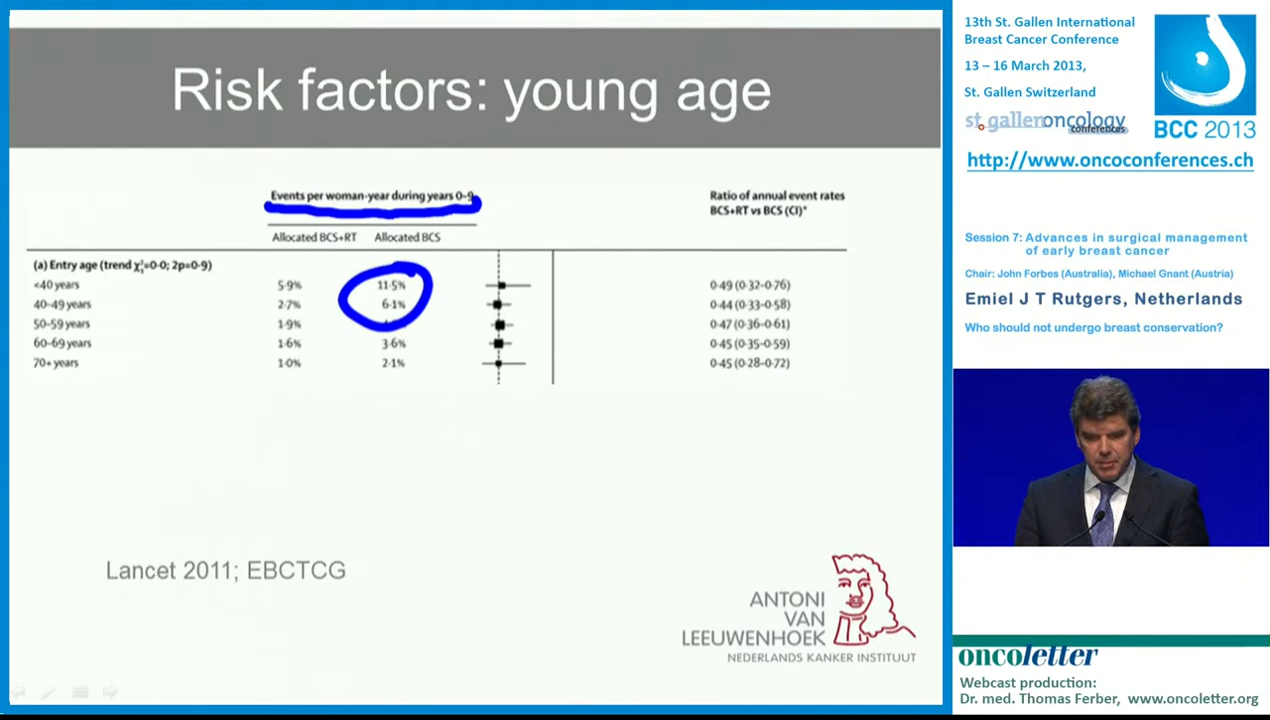 Risk factors: young age
Events per woman-year during years 0-9
Ratio of annual event rates
BCS+RT vs BCS (CI)*
Allocated BCS+RT Allocated BCS
(a) Entry age (trend χ²₁=0·0; 2p=0·9)
<40 years 5·9% 11·5% 0·49 (0·32-0·76)
40-49 years 2·7% 6·1% 0·44 (0·33-0·58)
50-59 years 1·9% 0·47 (0·36-0·61)
60-69 years 1·6% 3·6% 0·45 (0·35-0·59)
70+ years 1·0% 2·1% 0·45 (0·28-0·72)
Lancet 2011; EBCTCG
ANTONI
VAN
LEEUWENHOEK
NEDERLANDS KANKER INSTITUUT
13th St. Gallen International
Breast Cancer Conference
13 – 16 March 2013,
St. Gallen Switzerland
st.gallenoncology
conferences
BCC 2013
http://www.oncoconferences.ch
Session 7: Advances in surgical management
of early breast cancer
Chair: John Forbes (Australia), Michael Gnant (Austria)
Emiel J T Rutgers, Netherlands
Who should not undergo breast conservation?
oncoletter
Webcast production:
Dr. med. Thomas Ferber, www.oncoletter.org